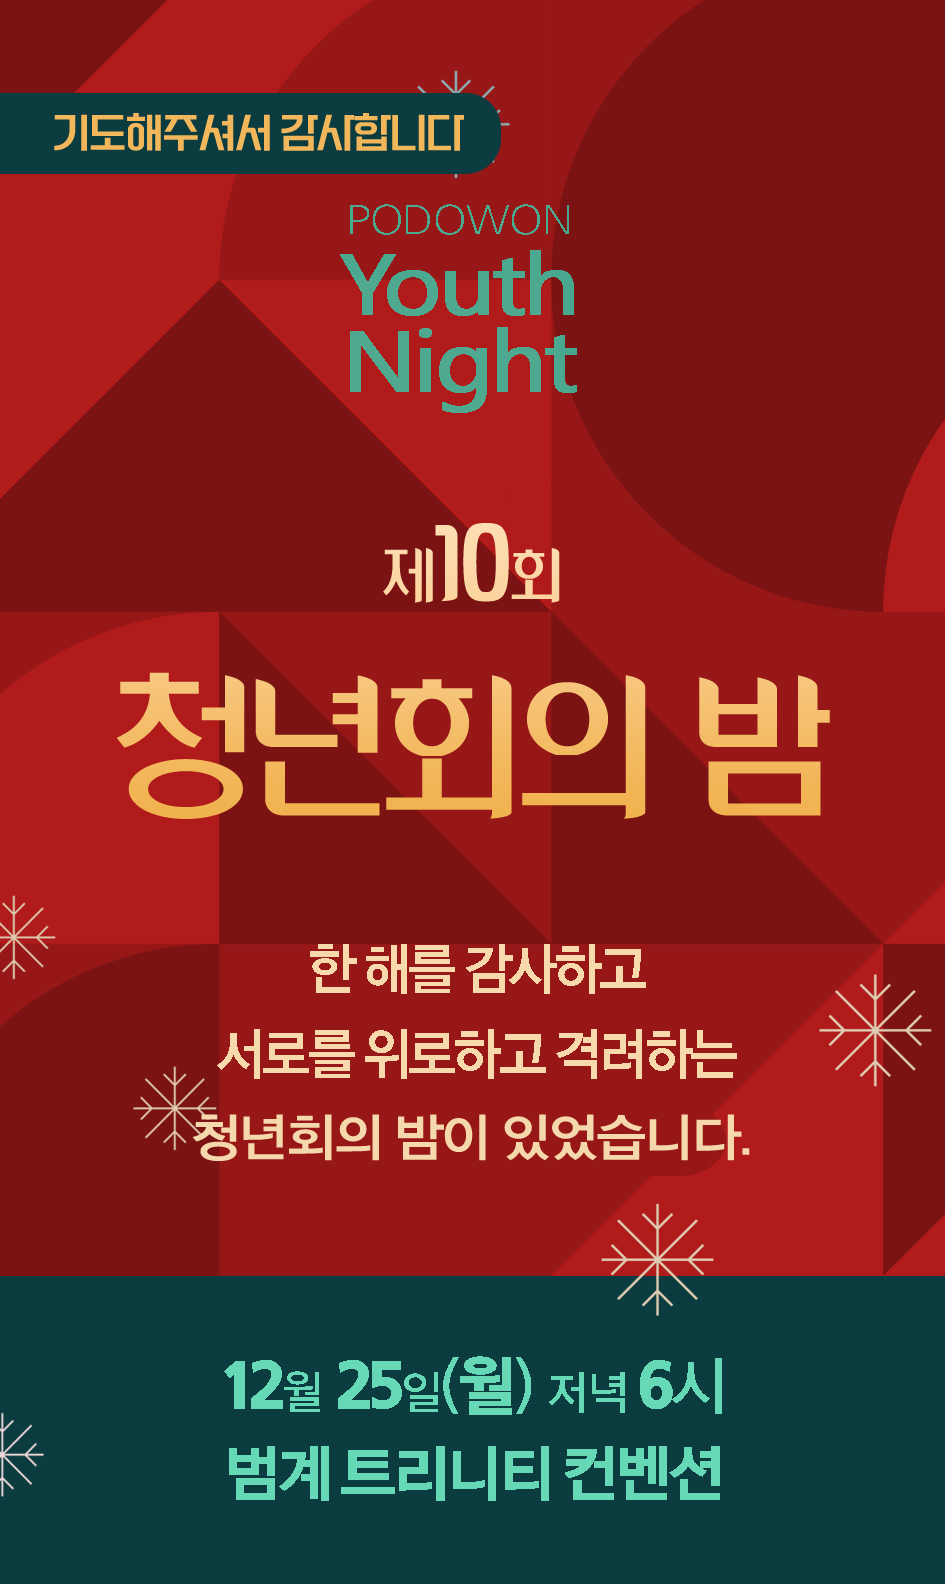 기도해주셔서 감사합니다
PODOWON
Youth
Night
제10회
청년회의 밤
한 해를 감사하고
서로를 위로하고 격려하는
청년회의 밤이 있었습니다.
12월 25일(월) 저녁 6시
범계 트리니티 컨벤션